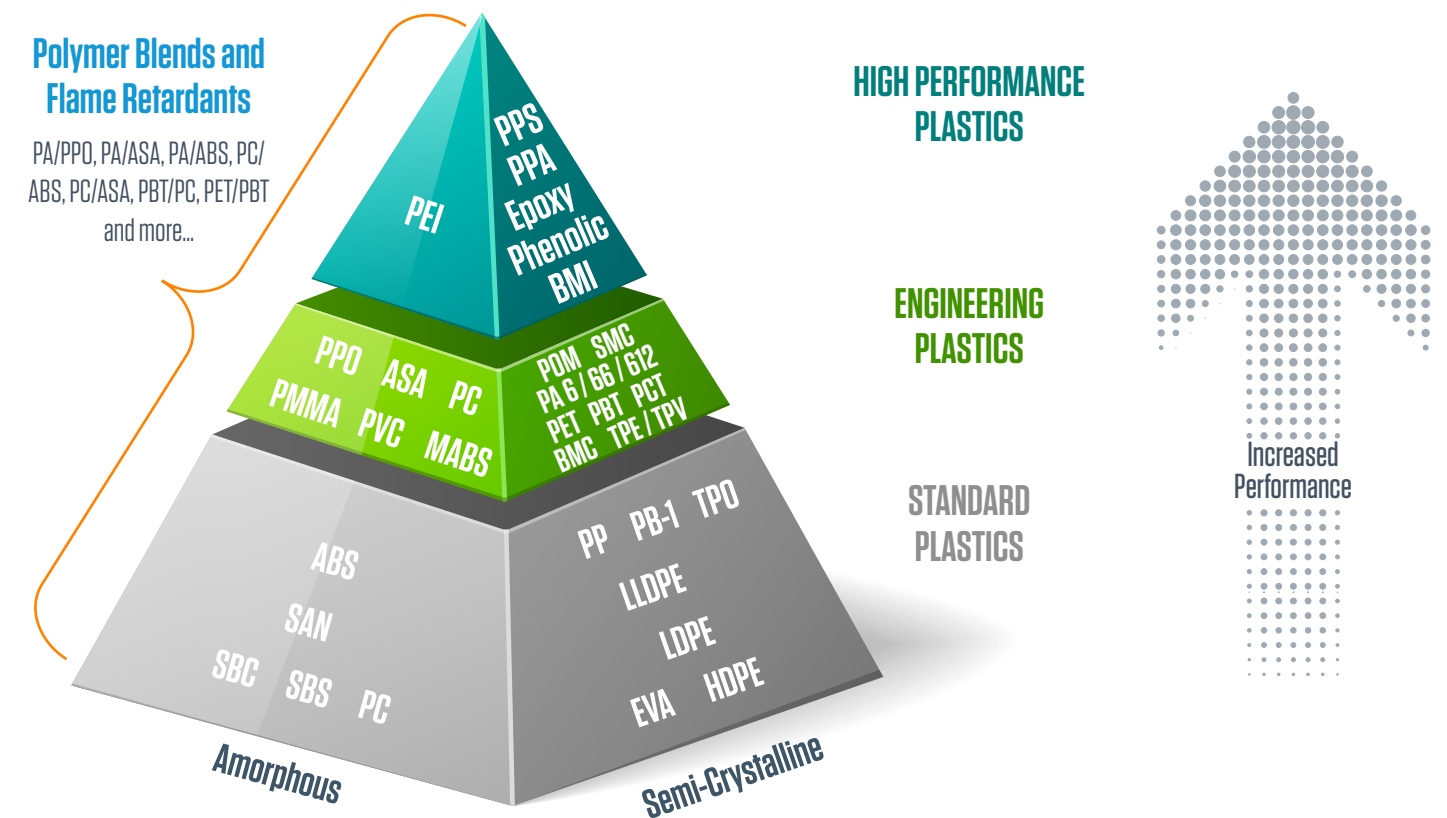 Polymer Blends and
Flame Retardants
PA/PPO, PA/ASA, PA/ABS, PC/
ABS, PC/ASA, PBT/PC, PET/PBT
and more...
PEI
PPS
PPA
Epoxy
Phenolic
BMI
PPO ASA PC
PMMA PVC MABS
POM SMC
PA 6 / 66 / 612
PET PBT PCT
BMC TPE / TPV
ABS
SAN
SBC SBS PC
PP PB-1 TPO
LLDPE
LDPE
EVA HDPE
Amorphous
Semi-Crystalline
HIGH PERFORMANCE
PLASTICS
ENGINEERING
PLASTICS
STANDARD
PLASTICS
Increased
Performance